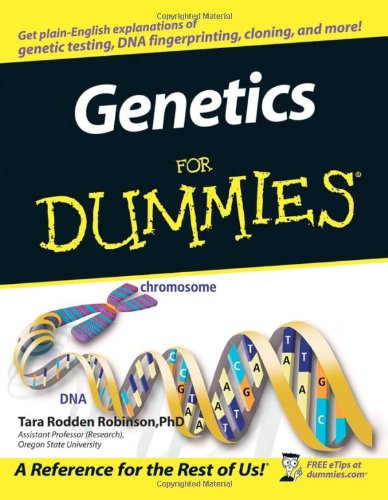 Get plain-English explanations of
genetic testing, DNA fingerprinting, cloning, and more!
Genetics
FOR
DUMMIES®
chromosome
DNA
Tara Rodden Robinson, PhD
Assistant Professor (Research),
Oregon State University
A Reference for the Rest of Us!®
FREE eTips at
dummies.com®